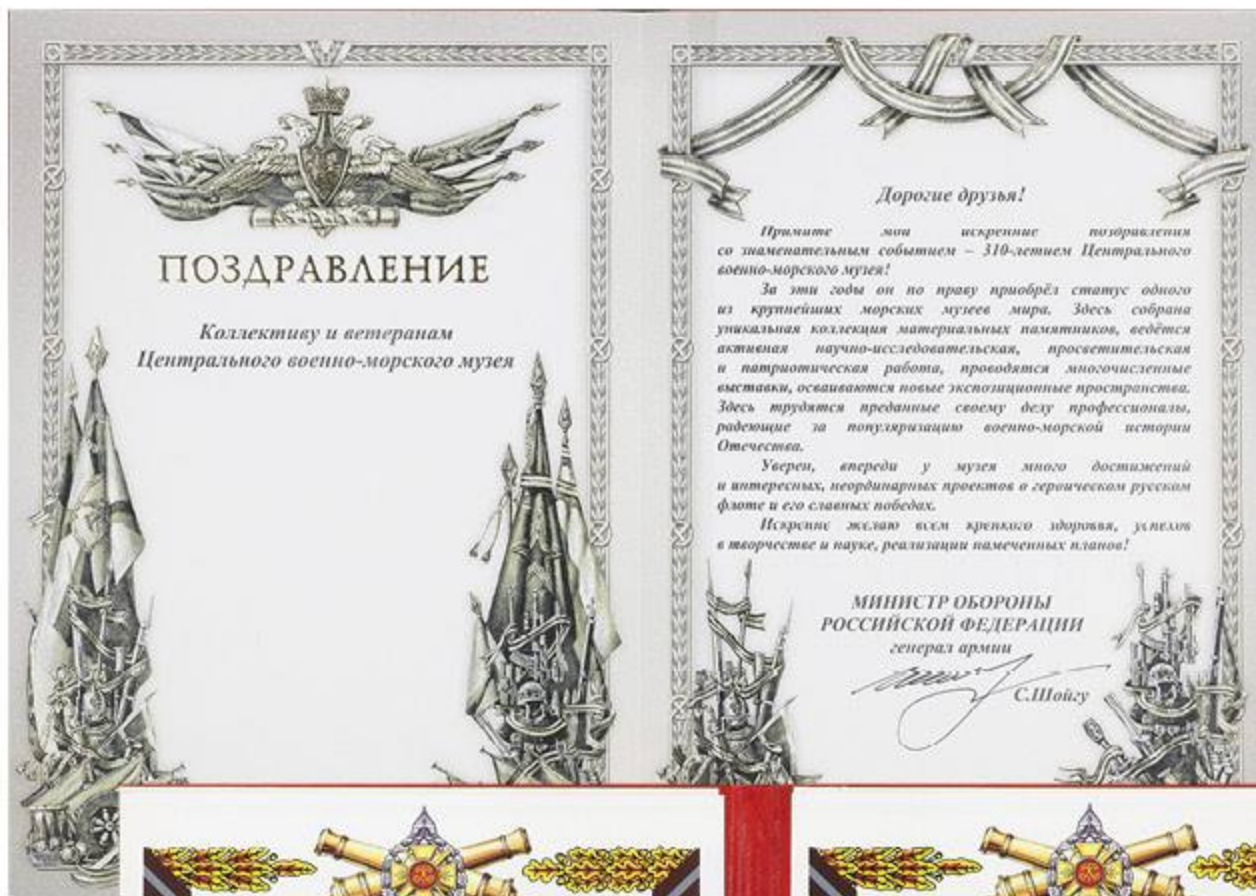 ПОЗДРАВЛЕНИЕ
Коллективу и ветеранам
Центрального военно-морского музея
Дорогие друзья!
Примите мои искренние поздравления
со знаменательным событием – 310-летием Центрального
военно-морского музея!
За эти годы он по праву приобрёл статус одного
из крупнейших морских музеев мира. Здесь собрана
уникальная коллекция материальных памятников, ведётся
активная научно-исследовательская, просветительская
и патриотическая работа, проводятся многочисленные
выставки, осваиваются новые экспозиционные пространства.
Здесь трудятся преданные своему делу профессионалы,
радеющие за популяризацию военно-морской истории
Отечества.
Уверен, впереди у музея много достижений
и интересных, неординарных проектов о героическом русском
флоте и его славных победах.
Искренне желаю всем крепкого здоровья, успехов
в творчестве и науке, реализации намеченных планов!
МИНИСТР ОБОРОНЫ
РОССИЙСКОЙ ФЕДЕРАЦИИ
генерал армии
С.Шойгу